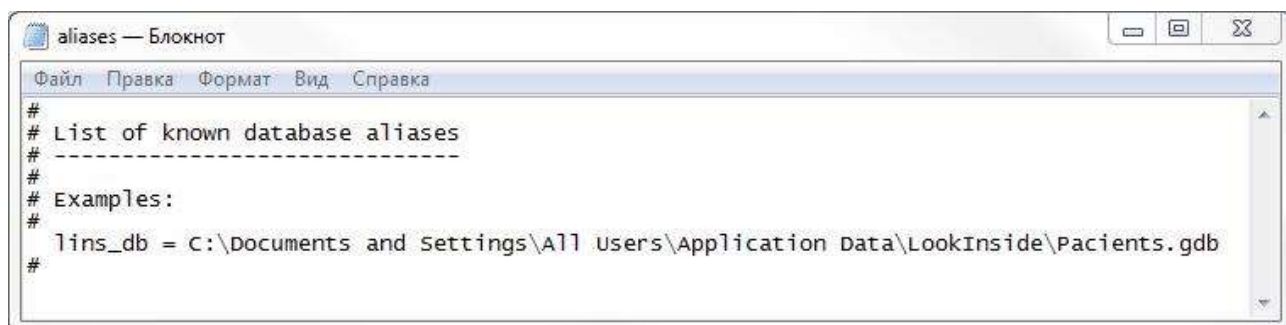 aliases — Блокнот
Файл Правка Формат Вид Справка
#
# List of known database aliases
# ------------------------------
#
# Examples:
#
lins_db = C:\Documents and Settings\All Users\Application Data\LookInside\Pacients.gdb
#